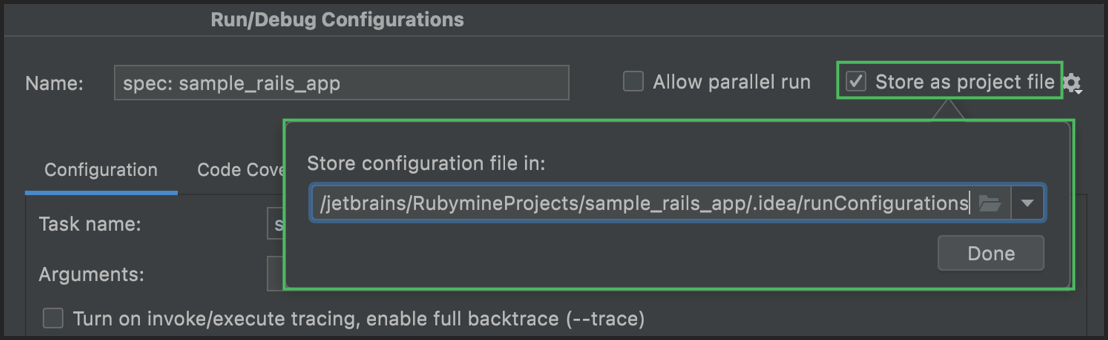 Run/Debug Configurations
Name: spec: sample_rails_app Allow parallel run Store as project file
Store configuration file in:
Configuration Code Cove
/jetbrains/RubymineProjects/sample_rails_app/.idea/runConfigurations
Task name: s
Done
Arguments:
Turn on invoke/execute tracing, enable full backtrace (--trace)